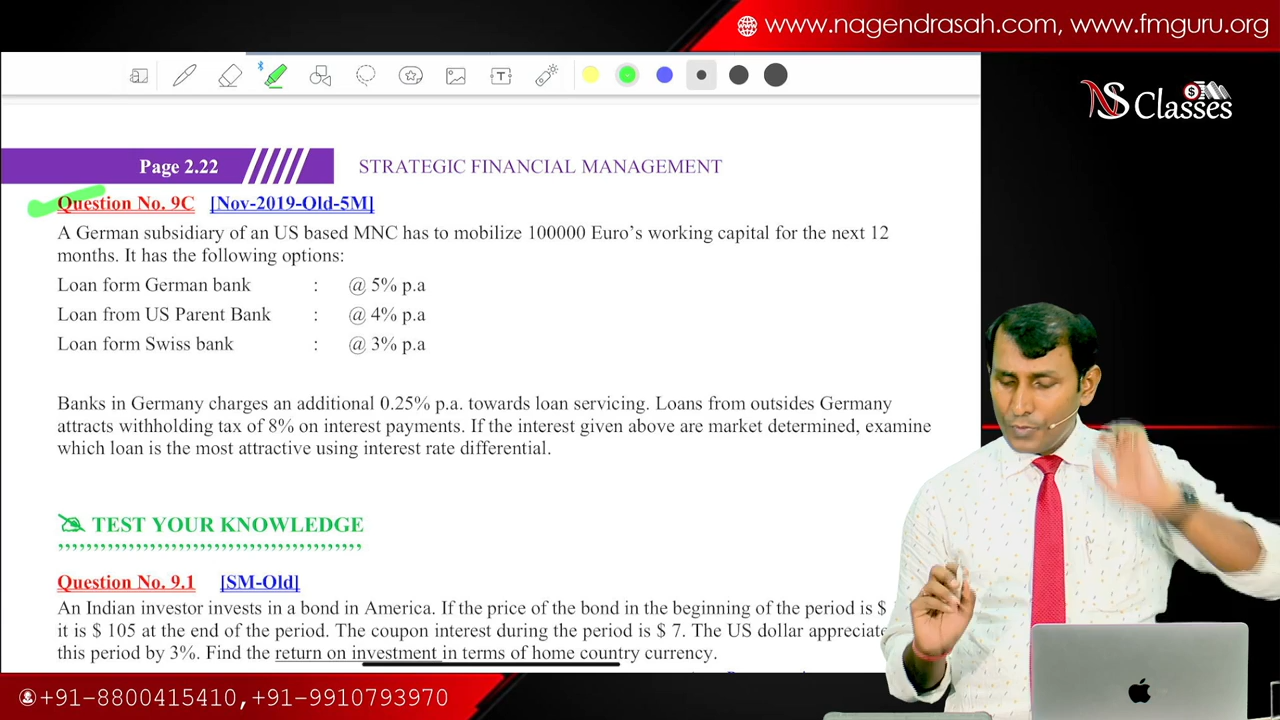 www.nagendrasah.com, www.fmguru.org
NS Classes
Page 2.22 STRATEGIC FINANCIAL MANAGEMENT
Question No. 9C [Nov-2019-Old-5M]
A German subsidiary of an US based MNC has to mobilize 100000 Euro's working capital for the next 12
months. It has the following options:
Loan form German bank : @ 5% p.a
Loan from US Parent Bank : @ 4% p.a
Loan form Swiss bank : @ 3% p.a
Banks in Germany charges an additional 0.25% p.a. towards loan servicing. Loans from outsides Germany
attracts withholding tax of 8% on interest payments. If the interest given above are market determined, examine
which loan is the most attractive using interest rate differential.
TEST YOUR KNOWLEDGE
Question No. 9.1 [SM-Old]
An Indian investor invests in a bond in America. If the price of the bond in the beginning of the period is $
it is $ 105 at the end of the period. The coupon interest during the period is $ 7. The US dollar appreciate
this period by 3%. Find the return on investment in terms of home country currency.
+91-8800415410,+91-9910793970